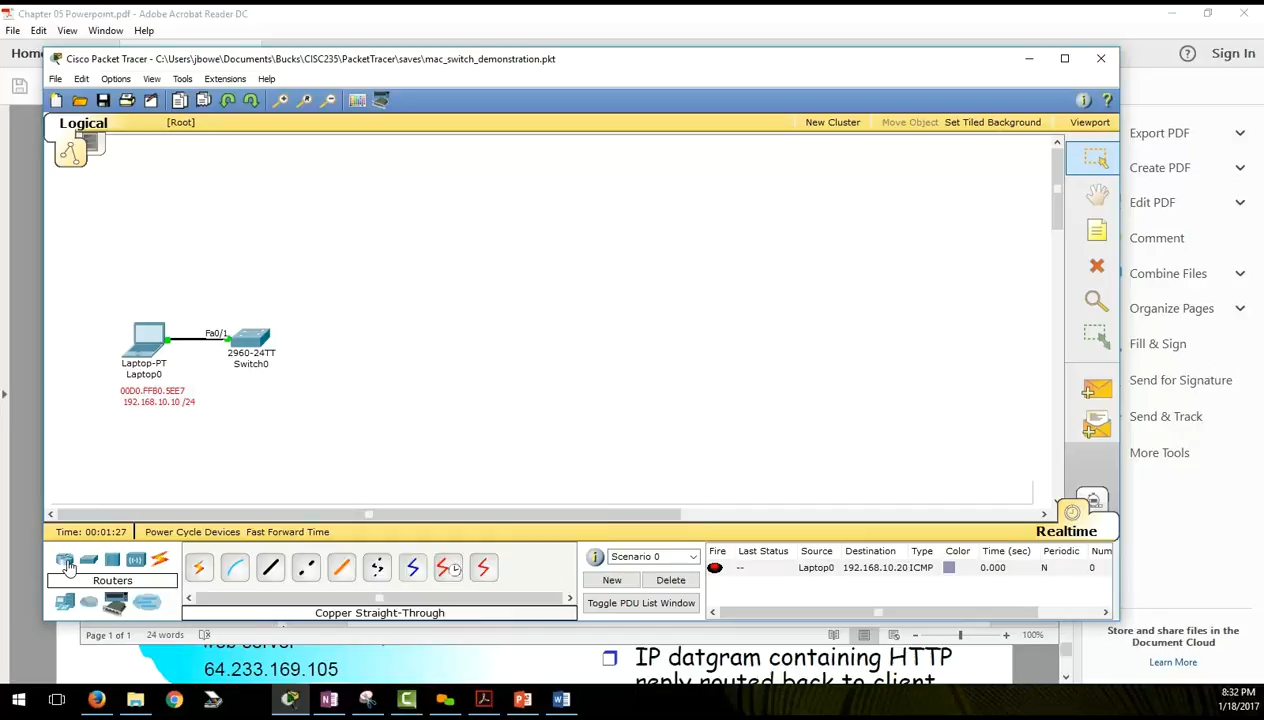 Chapter 05 Powerpoint.pdf - Adobe Acrobat Reader DC
File Edit View Window Help
Home
Sign In
Cisco Packet Tracer - C:\Users\jbowe\Documents\Bucks\CISC235\PacketTracer\saves\mac_switch_demonstration.pkt
File Edit Options View Tools Extensions Help
Logical
[Root]
New Cluster
Move Object
Set Tiled Background
Viewport
Export PDF
Create PDF
Edit PDF
Comment
Combine Files
Organize Pages
Fill & Sign
Send for Signature
Send & Track
More Tools
Fa0/1
Laptop-PT
Laptop0
2960-24TT
Switch0
00D0.FFB0.5EE7
192.168.10.10 /24
Time: 00:01:27
Power Cycle Devices Fast Forward Time
Realtime
Routers
Copper Straight-Through
Scenario 0
New
Delete
Toggle PDU List Window
Fire Last Status Source Destination Type Color Time (sec) Periodic Num
-- Laptop0 192.168.10.20 ICMP 0.000 N 0
Page 1 of 1 24 words
100%
web server
64.233.169.105
IP datgram containing HTTP
reply routed back to client
Store and share files in the
Document Cloud
Learn More
8:32 PM
1/18/2017